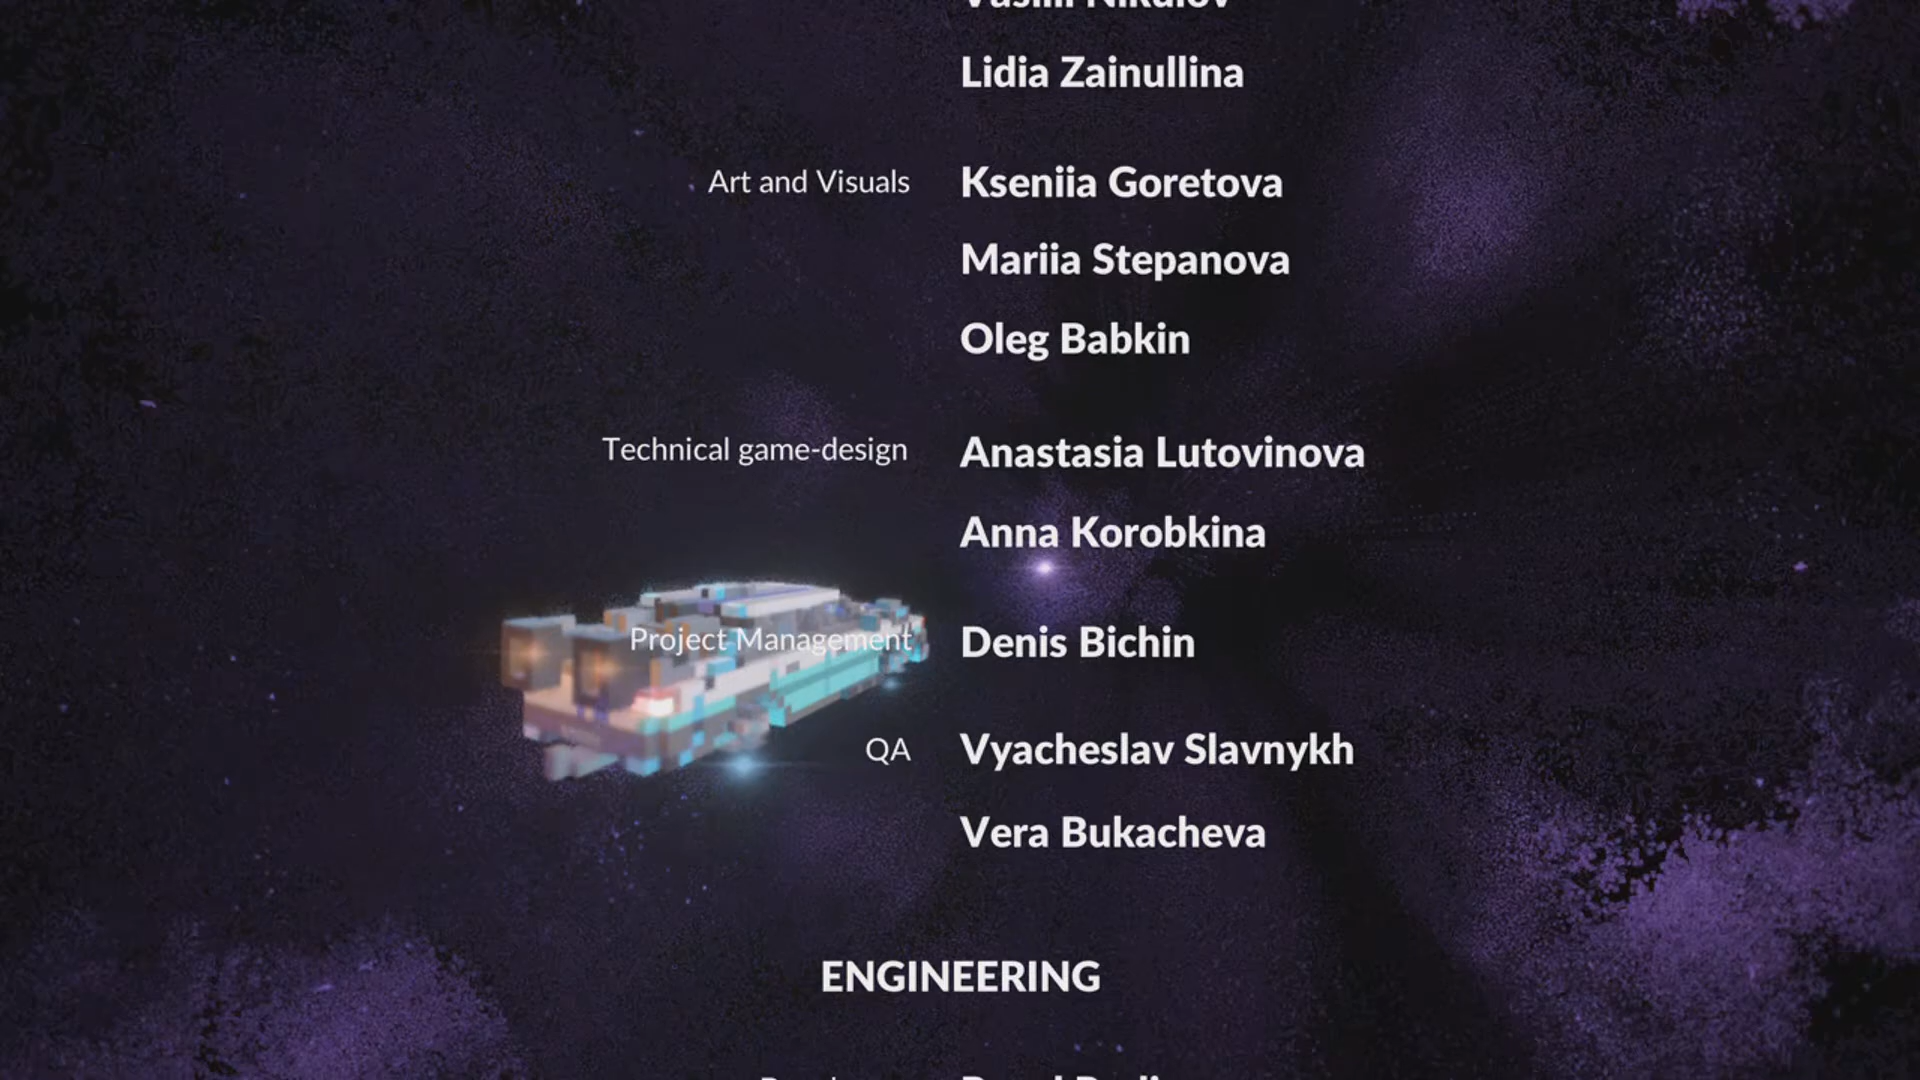 Lidia Zainullina
Art and Visuals Kseniia Goretova
Mariia Stepanova
Oleg Babkin
Technical game-design Anastasia Lutovinova
Anna Korobkina
Project Management Denis Bichin
QA Vyacheslav Slavnykh
Vera Bukacheva
ENGINEERING